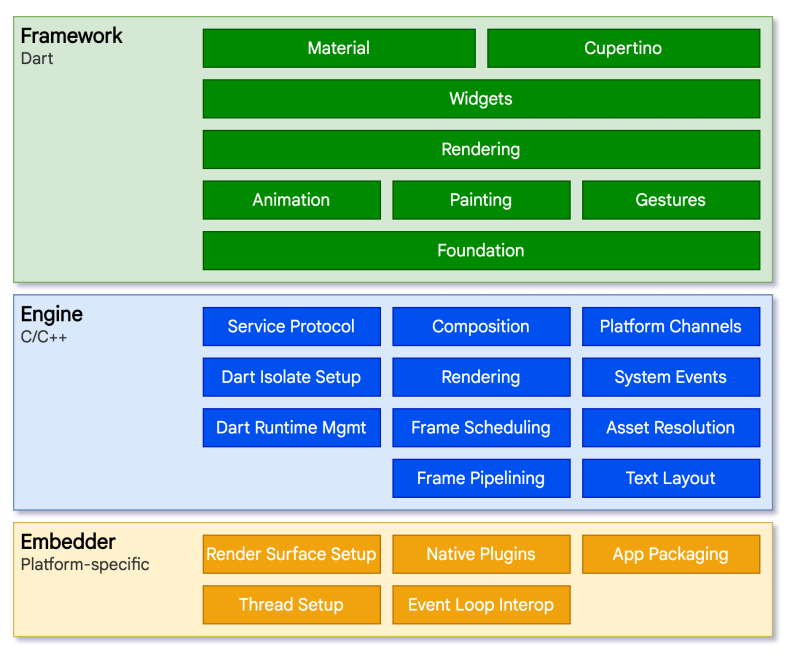 Framework
Dart
Material
Cupertino
Widgets
Rendering
Animation
Painting
Gestures
Foundation
Engine
C/C++
Service Protocol
Composition
Platform Channels
Dart Isolate Setup
Rendering
System Events
Dart Runtime Mgmt
Frame Scheduling
Asset Resolution
Frame Pipelining
Text Layout
Embedder
Platform-specific
Render Surface Setup
Native Plugins
App Packaging
Thread Setup
Event Loop Interop